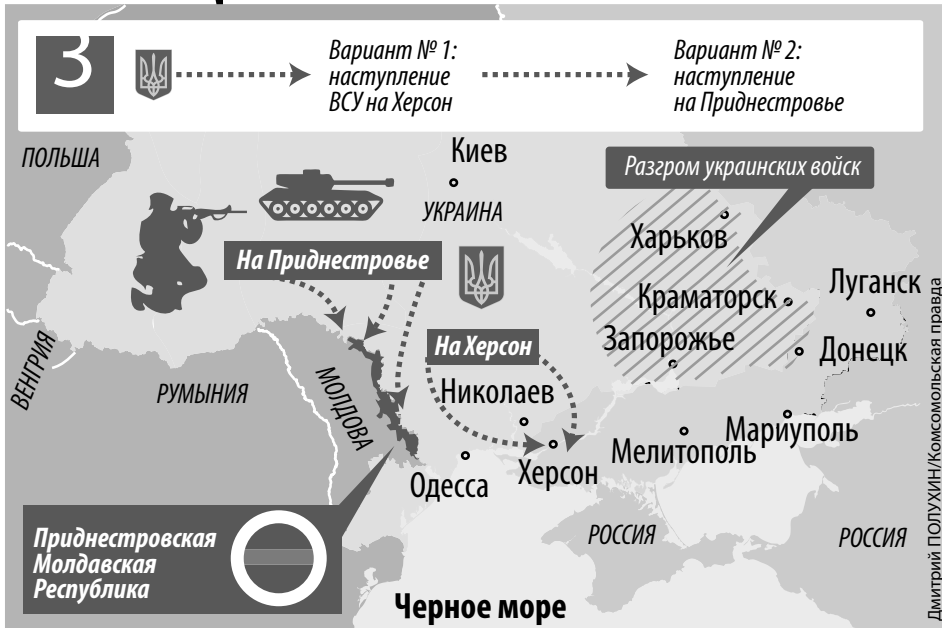 3
Вариант № 1:
наступление
ВСУ на Херсон
Вариант № 2:
наступление
на Приднестровье
ПОЛЬША
Киев
УКРАИНА
Разгром украинских войск
Харьков
На Приднестровье
Краматорск
Луганск
На Херсон
Запорожье
Донецк
ВЕНГРИЯ
РУМЫНИЯ
МОЛДОВА
Николаев
Мариуполь
Мелитополь
Херсон
Одесса
РОССИЯ
РОССИЯ
Приднестровская
Молдавская
Республика
Черное море
Дмитрий ПОЛУХИН/Комсомольская правда